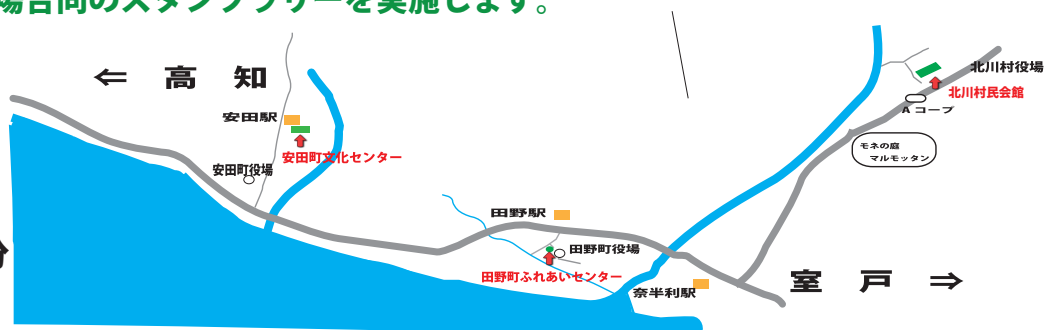 場合同のスタンプラリーを実施します。
⇐ 高 知
安田駅
安田町文化センター
安田町役場
北川村役場
北川村民会館
Aコープ
モネの庭
マルモッタン
田野駅
田野町役場
田野町ふれあいセンター
奈半利駅
室 戸 ⇒